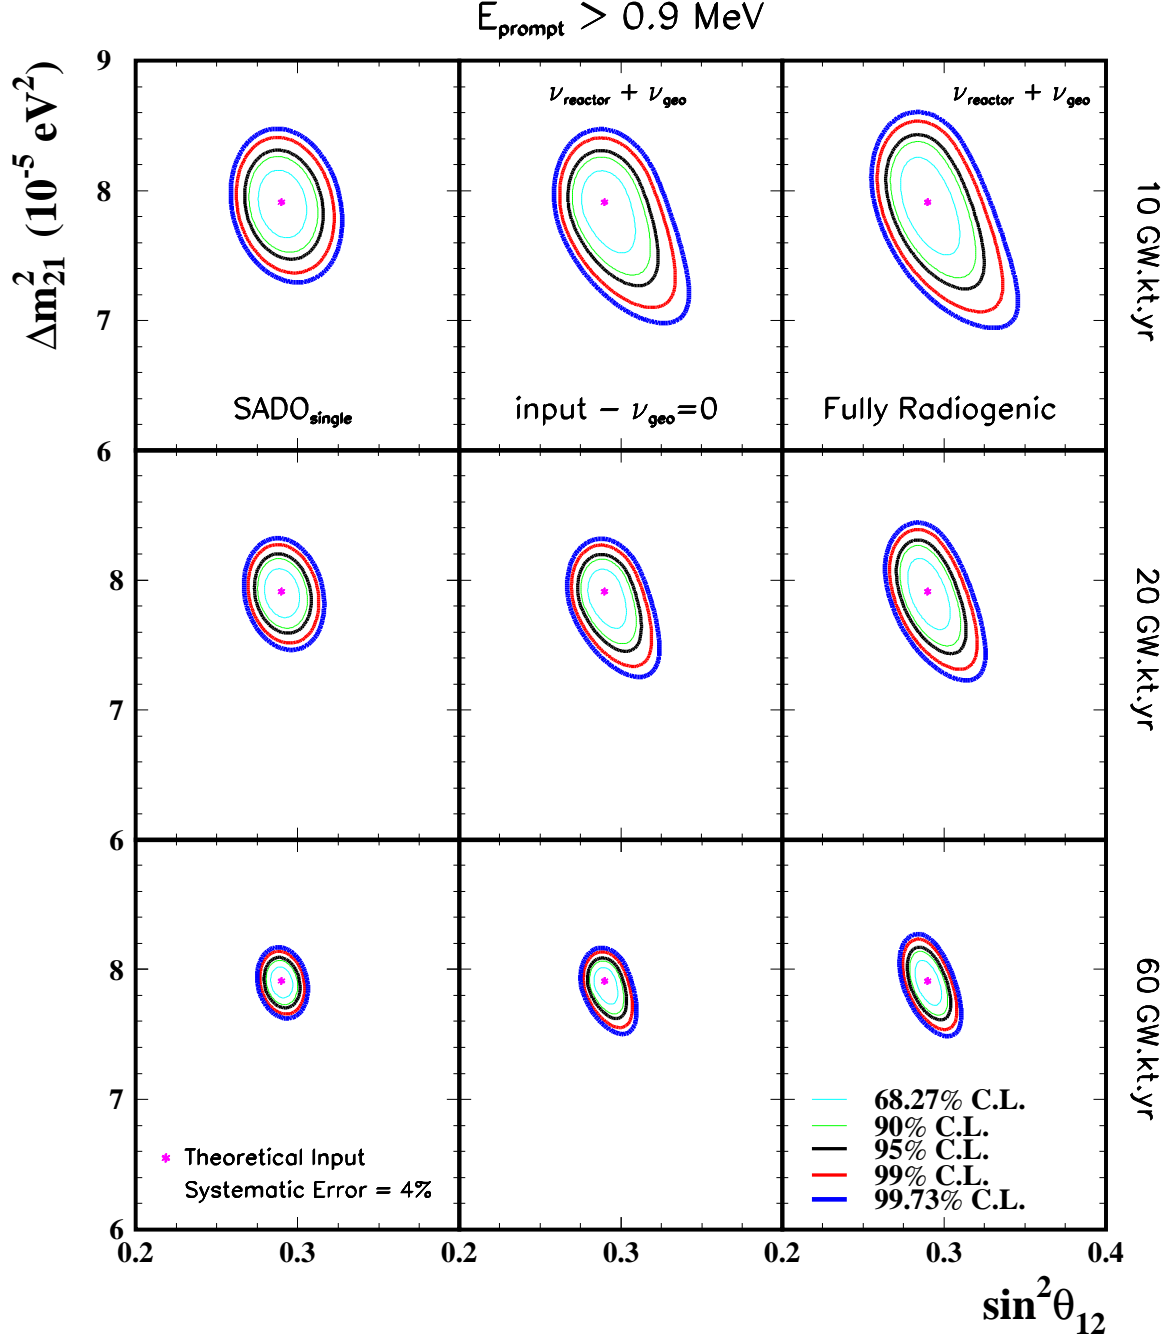 E_prompt > 0.9 MeV
Δm²₂₁ (10⁻⁵ eV²)
9
8
7
6
8
7
6
8
7
6
ν_reactor + ν_geo
ν_reactor + ν_geo
SADO_single
input − ν_geo=0
Fully Radiogenic
10 GW.kt.yr
20 GW.kt.yr
60 GW.kt.yr
* Theoretical Input
Systematic Error = 4%
68.27% C.L.
90% C.L.
95% C.L.
99% C.L.
99.73% C.L.
0.2 0.3 0.2 0.3 0.2 0.3 0.4
sin²θ₁₂